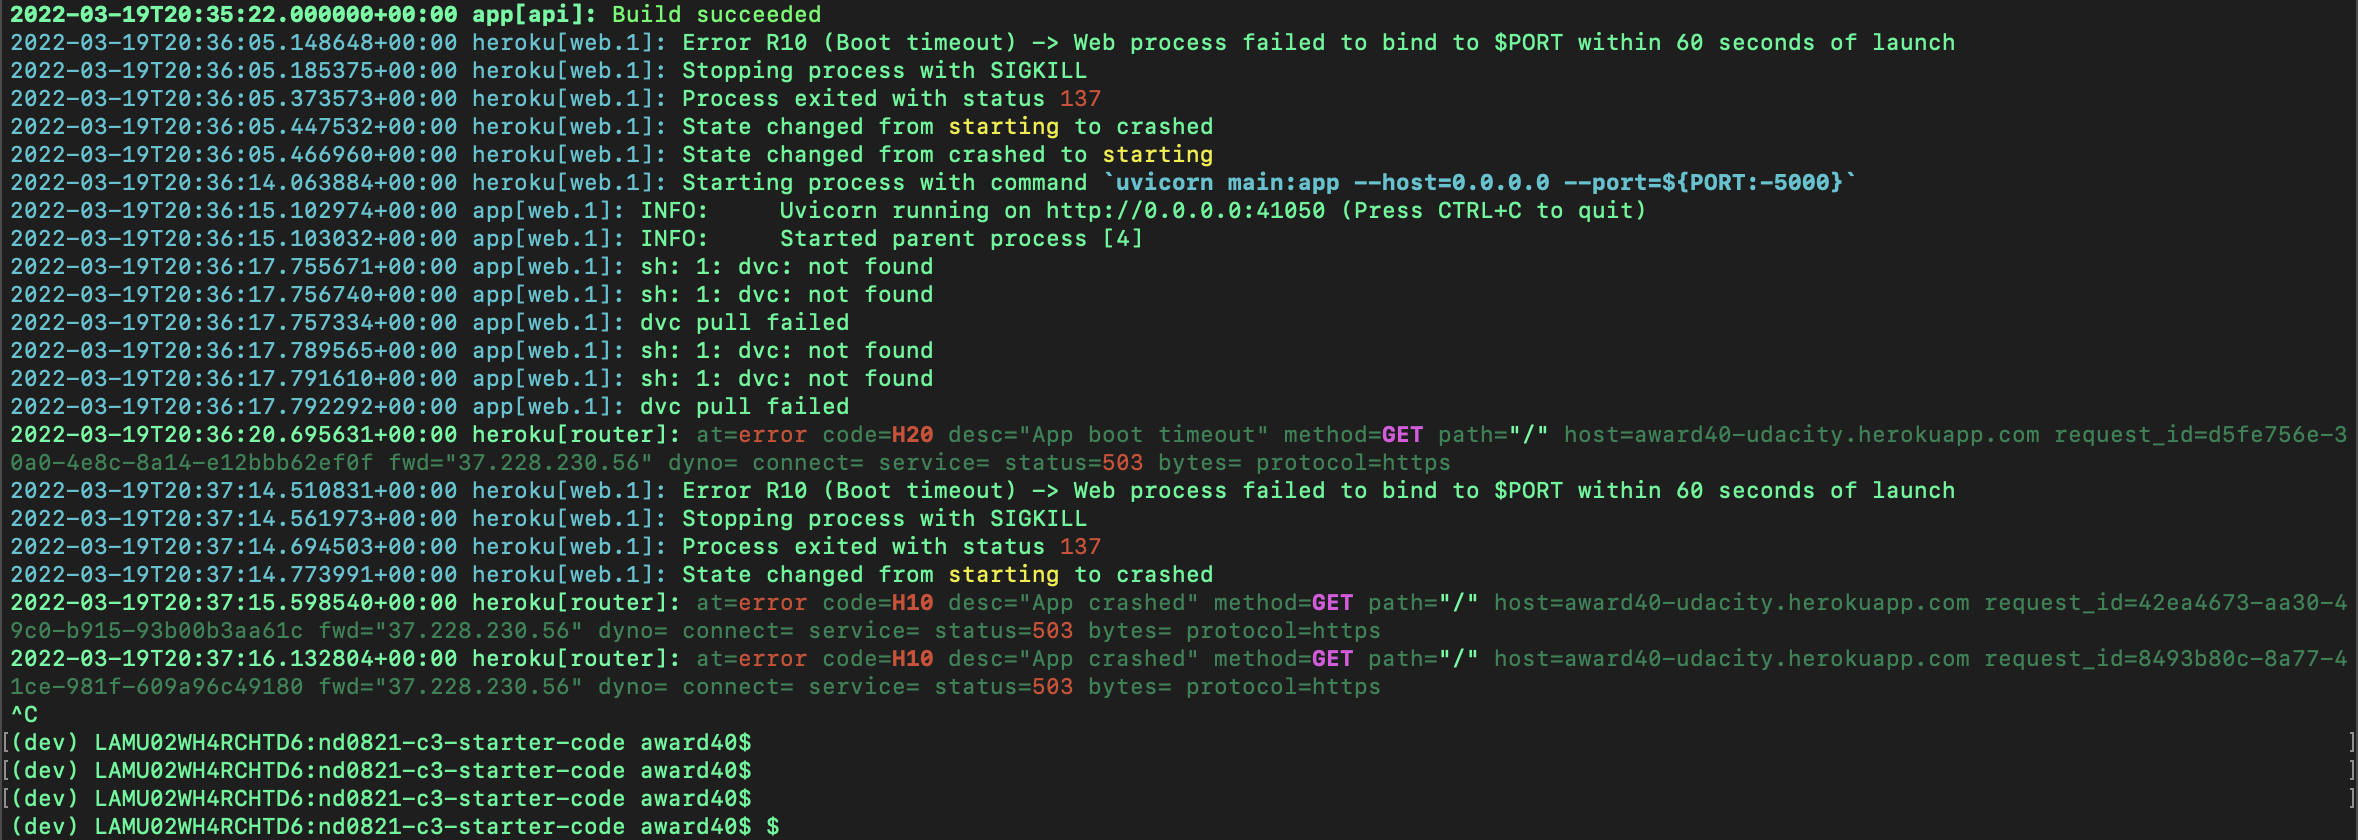 2022-03-19T20:35:22.000000+00:00 app[api]: Build succeeded
2022-03-19T20:36:05.148648+00:00 heroku[web.1]: Error R10 (Boot timeout) -> Web process failed to bind to $PORT within 60 seconds of launch
2022-03-19T20:36:05.185375+00:00 heroku[web.1]: Stopping process with SIGKILL
2022-03-19T20:36:05.373573+00:00 heroku[web.1]: Process exited with status 137
2022-03-19T20:36:05.447532+00:00 heroku[web.1]: State changed from starting to crashed
2022-03-19T20:36:05.466960+00:00 heroku[web.1]: State changed from crashed to starting
2022-03-19T20:36:14.063884+00:00 heroku[web.1]: Starting process with command `uvicorn main:app --host=0.0.0.0 --port=${PORT:-5000}`
2022-03-19T20:36:15.102974+00:00 app[web.1]: INFO:     Uvicorn running on http://0.0.0.0:41050 (Press CTRL+C to quit)
2022-03-19T20:36:15.103032+00:00 app[web.1]: INFO:     Started parent process [4]
2022-03-19T20:36:17.755671+00:00 app[web.1]: sh: 1: dvc: not found
2022-03-19T20:36:17.756740+00:00 app[web.1]: sh: 1: dvc: not found
2022-03-19T20:36:17.757334+00:00 app[web.1]: dvc pull failed
2022-03-19T20:36:17.789565+00:00 app[web.1]: sh: 1: dvc: not found
2022-03-19T20:36:17.791610+00:00 app[web.1]: sh: 1: dvc: not found
2022-03-19T20:36:17.792292+00:00 app[web.1]: dvc pull failed
2022-03-19T20:36:20.695631+00:00 heroku[router]: at=error code=H20 desc="App boot timeout" method=GET path="/" host=award40-udacity.herokuapp.com request_id=d5fe756e-3
0a0-4e8c-8a14-e12bbb62ef0f fwd="37.228.230.56" dyno= connect= service= status=503 bytes= protocol=https
2022-03-19T20:37:14.510831+00:00 heroku[web.1]: Error R10 (Boot timeout) -> Web process failed to bind to $PORT within 60 seconds of launch
2022-03-19T20:37:14.561973+00:00 heroku[web.1]: Stopping process with SIGKILL
2022-03-19T20:37:14.694503+00:00 heroku[web.1]: Process exited with status 137
2022-03-19T20:37:14.773991+00:00 heroku[web.1]: State changed from starting to crashed
2022-03-19T20:37:15.598540+00:00 heroku[router]: at=error code=H10 desc="App crashed" method=GET path="/" host=award40-udacity.herokuapp.com request_id=42ea4673-aa30-4
9c0-b915-93b00b3aa61c fwd="37.228.230.56" dyno= connect= service= status=503 bytes= protocol=https
2022-03-19T20:37:16.132804+00:00 heroku[router]: at=error code=H10 desc="App crashed" method=GET path="/" host=award40-udacity.herokuapp.com request_id=8493b80c-8a77-4
1ce-981f-609a96c49180 fwd="37.228.230.56" dyno= connect= service= status=503 bytes= protocol=https
^C
[(dev) LAMU02WH4RCHTD6:nd0821-c3-starter-code award40$ ]
[(dev) LAMU02WH4RCHTD6:nd0821-c3-starter-code award40$ ]
[(dev) LAMU02WH4RCHTD6:nd0821-c3-starter-code award40$ ]
(dev) LAMU02WH4RCHTD6:nd0821-c3-starter-code award40$ $